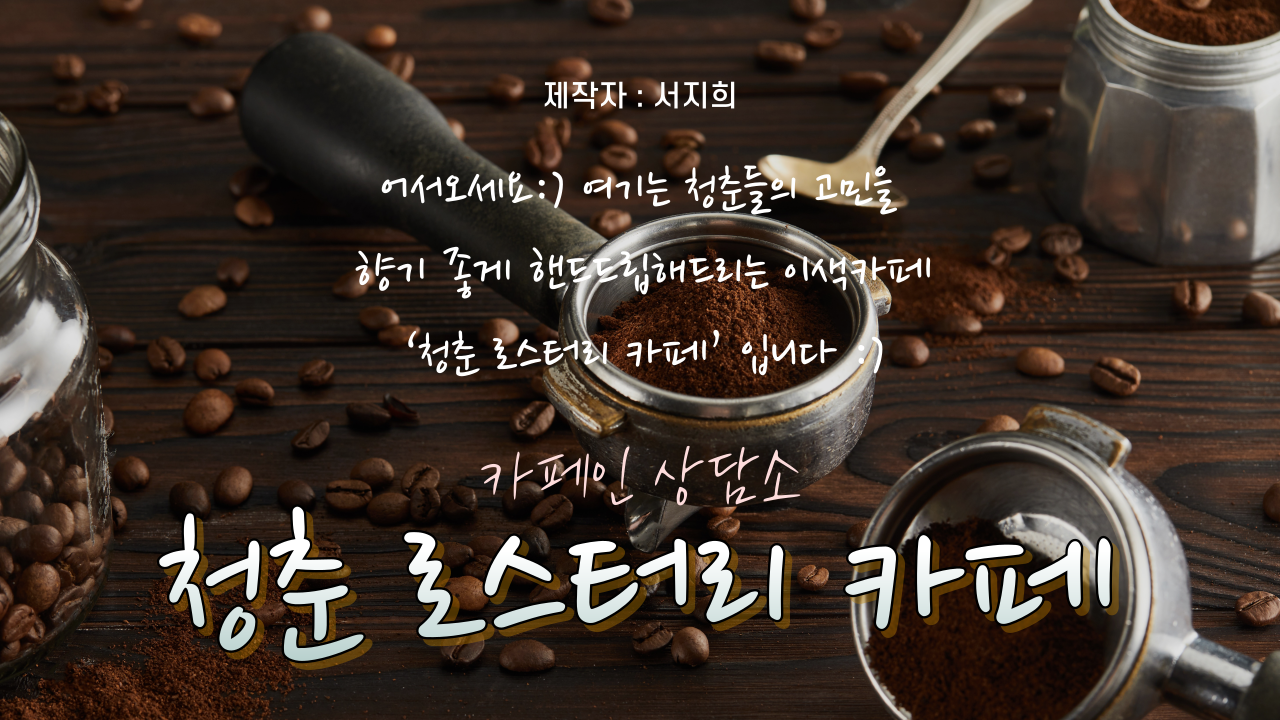 제작자 : 서지희
어서오세요:) 여기는 청춘들의 고민을
향기 좋게 핸드드립해드리는 이색카페
‘청춘 로스터리 카페’ 입니다 :)
카페인 상담소
청춘 로스터리 카페